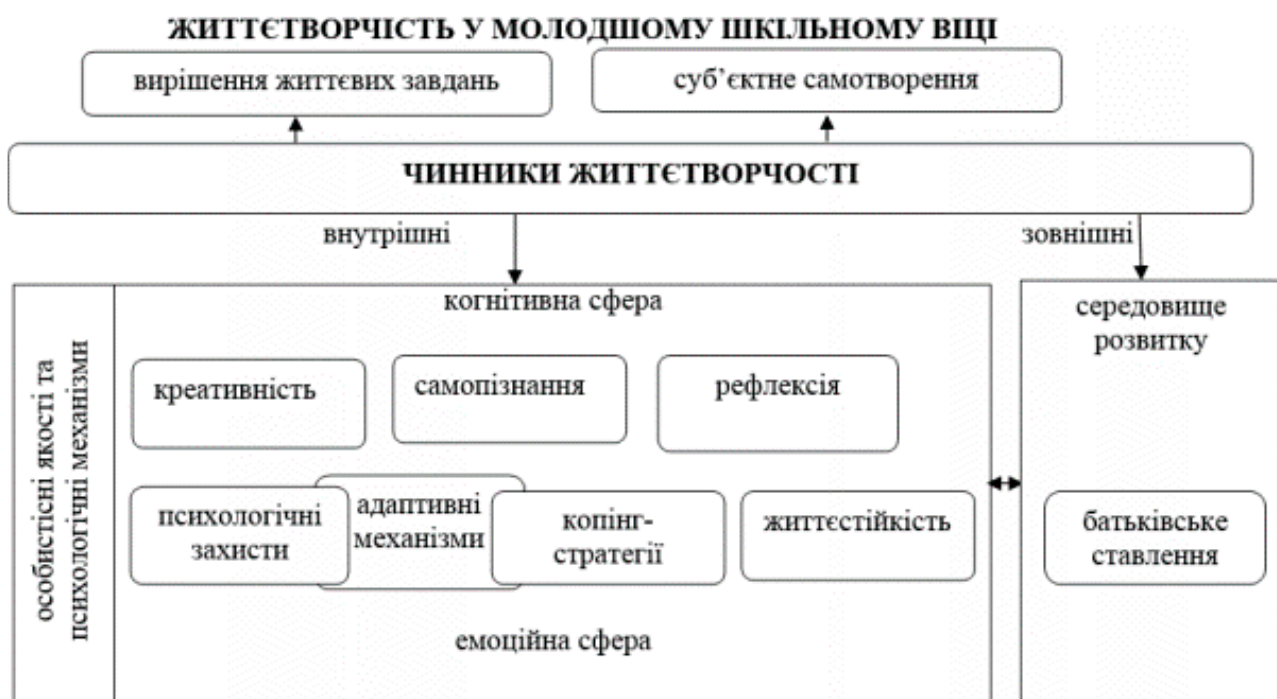 ЖИТТЄТВОРЧІСТЬ У МОЛОДШОМУ ШКІЛЬНОМУ ВІЦІ
вирішення життєвих завдань
суб’єктне самотворення
ЧИННИКИ ЖИТТЄТВОРЧОСТІ
внутрішні
зовнішні
особистісні якості та
психологічні механізми
когнітивна сфера
креативність
самопізнання
рефлексія
психологічні
захисти
адаптивні
механізми
копінг-
стратегії
життєстійкість
емоційна сфера
середовище
розвитку
батьківське
ставлення